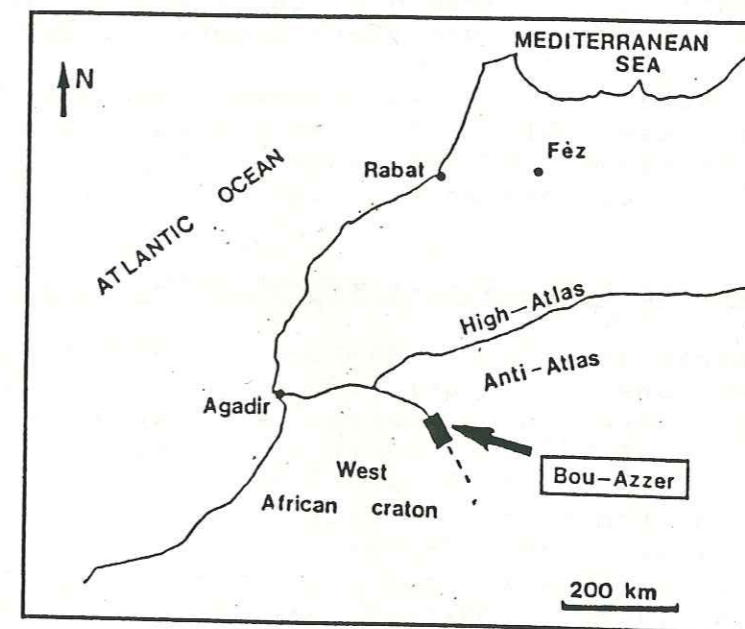 MEDITERRANEAN
SEA
N
Rabat
Fèz
ATLANTIC OCEAN
High-Atlas
Anti-Atlas
Agadir
West
African craton
Bou-Azzer
200 km